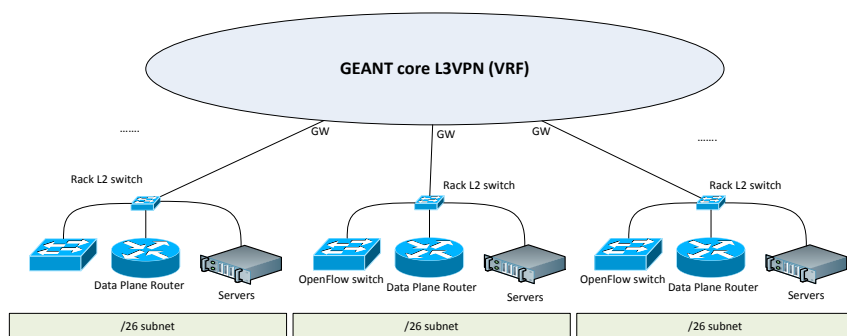 GEANT core L3VPN (VRF)
GW
GW
GW
.......
.......
Rack L2 switch
Rack L2 switch
Rack L2 switch
Data Plane Router
Servers
OpenFlow switch
Data Plane Router
Servers
OpenFlow switch
Data Plane Router
Servers
/26 subnet
/26 subnet
/26 subnet